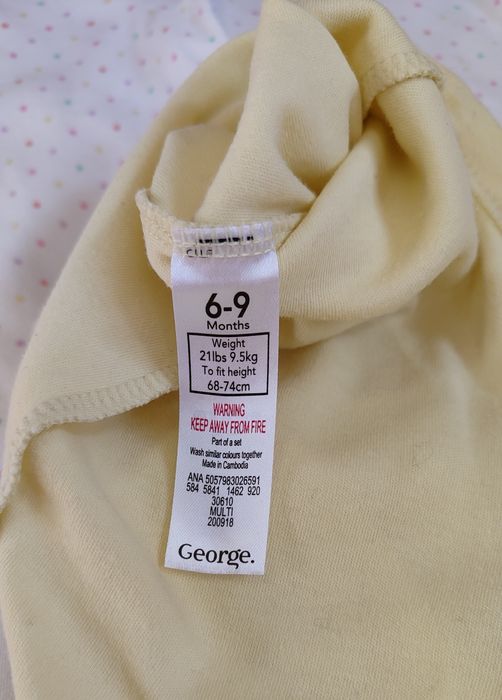 6-9
Months
Weight
21lbs 9.5kg
To fit height
68-74cm
WARNING
KEEP AWAY FROM FIRE
Part of a set
Wash similar colours together
Made in Cambodia
ANA 5057983026591
584 5841 1462 920
30610
MULTI
200918
George.